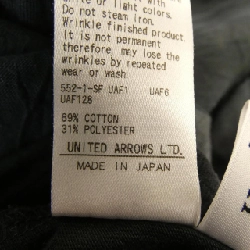 white or light colors.
Do not steam iron.
Wrinkle finished product.
It is not permanent
therefore, may lose the
wrinkles by repeated
wear or wash.
552-1-SF UAF1 UAF6
UAF128
69% COTTON
31% POLYESTER
UNITED ARROWS LTD.
MADE IN JAPAN